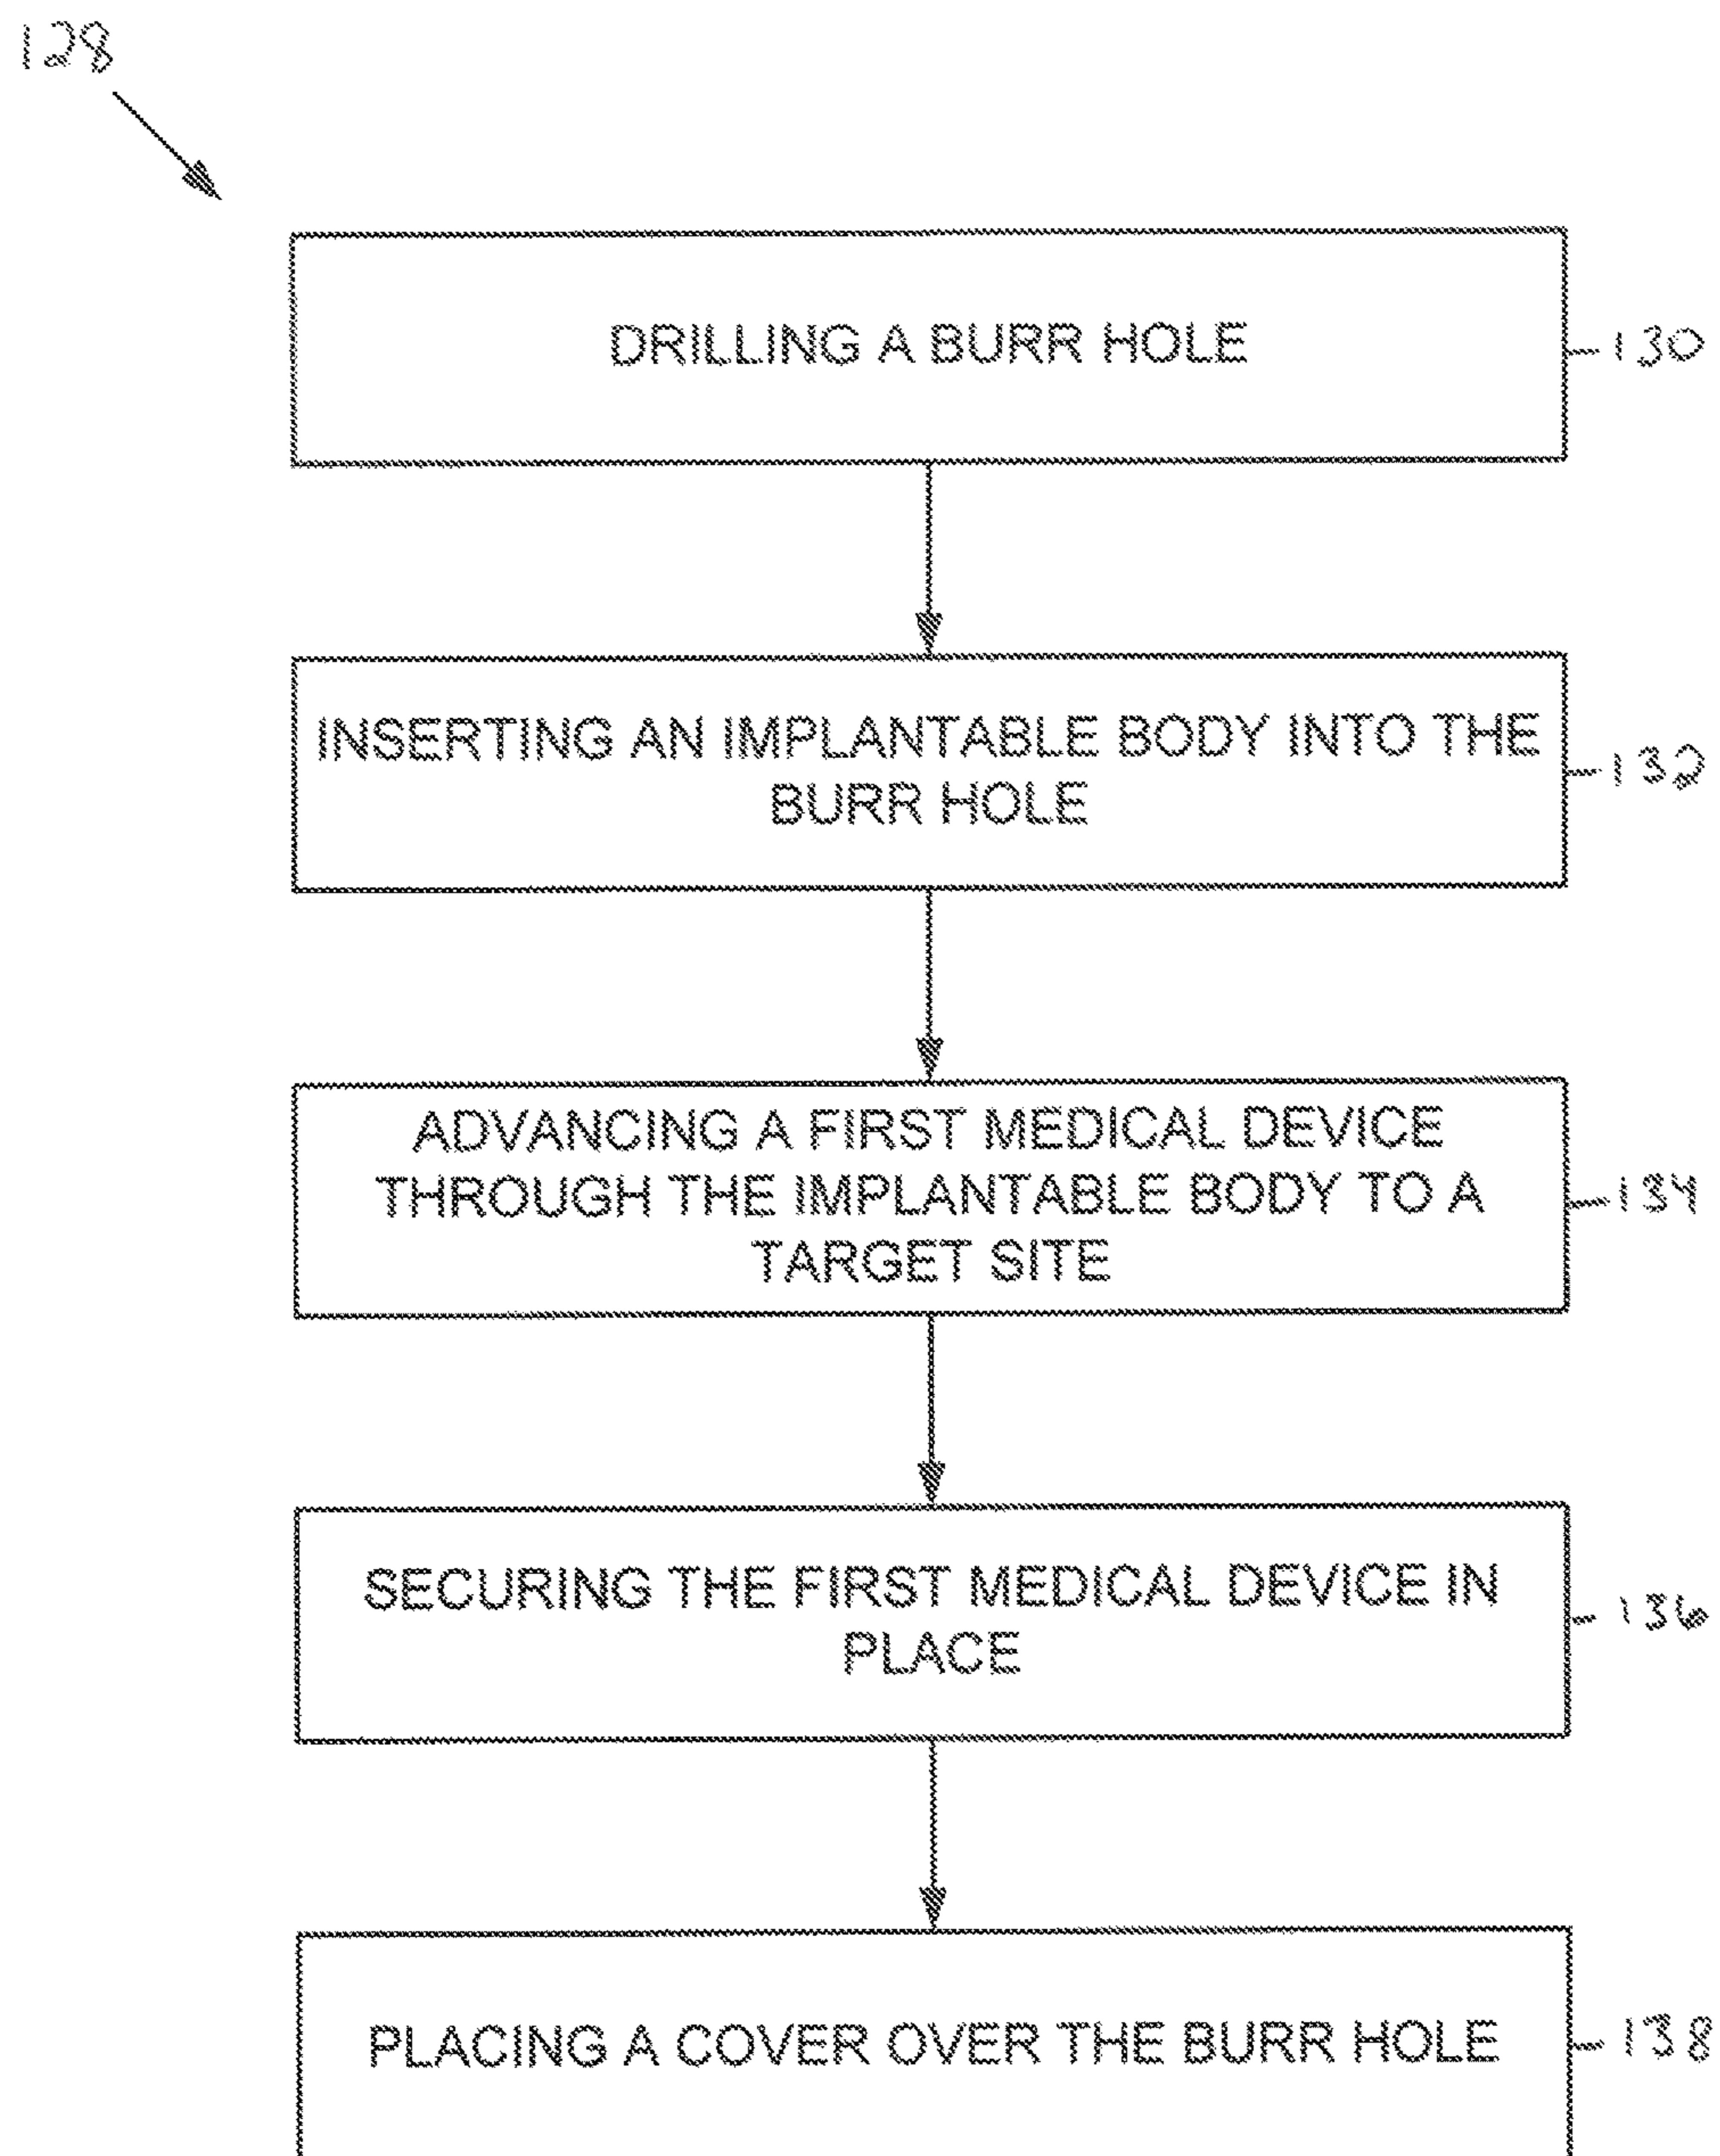 128
DRILLING A BURR HOLE
130
INSERTING AN IMPLANTABLE BODY INTO THE
BURR HOLE
132
ADVANCING A FIRST MEDICAL DEVICE
THROUGH THE IMPLANTABLE BODY TO A
TARGET SITE
134
SECURING THE FIRST MEDICAL DEVICE IN
PLACE
136
PLACING A COVER OVER THE BURR HOLE
138